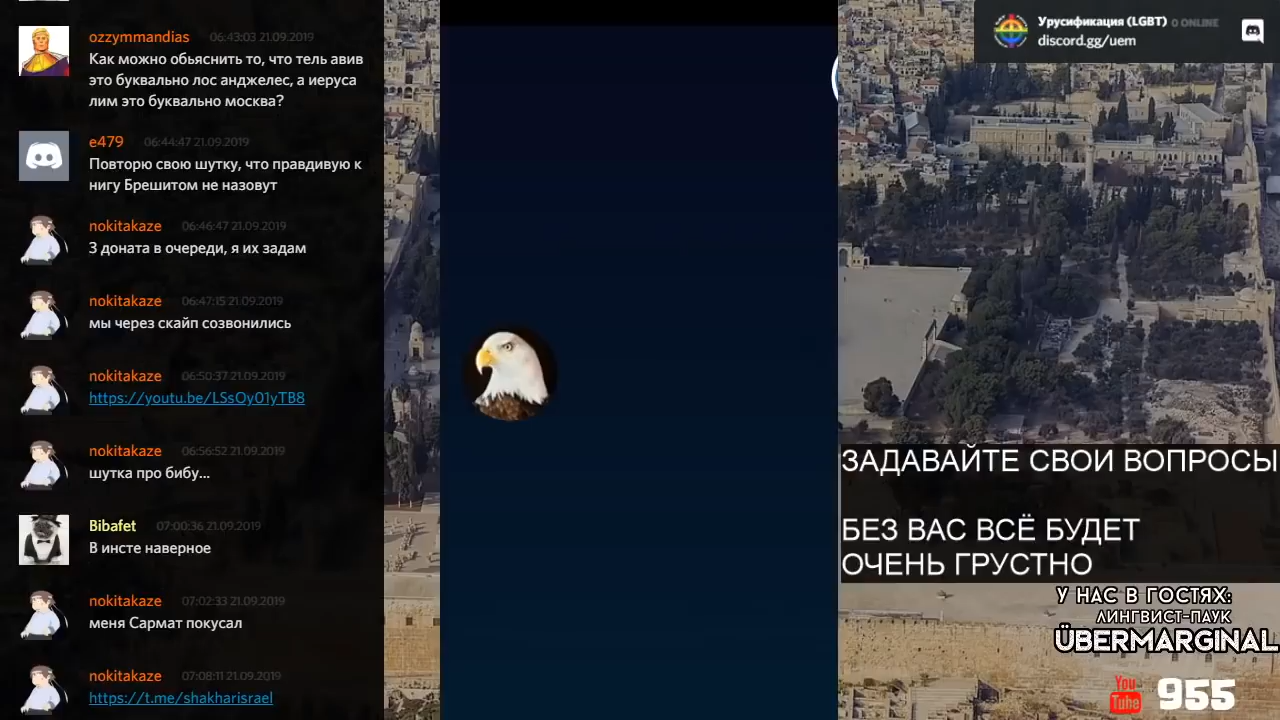 ozzymmandias 06:43:03 21.09.2019
Как можно обьяснить то, что тель авив
это буквально лос анджелес, а иеруса
лим это буквально москва?
e479 06:44:47 21.09.2019
Повторю свою шутку, что правдивую к
нигу Брешитом не назовут
nokitakaze 06:46:47 21.09.2019
3 доната в очереди, я их задам
nokitakaze 06:47:15 21.09.2019
мы через скайп созвонились
nokitakaze 06:50:37 21.09.2019
https://youtu.be/LSsOy01yTB8
nokitakaze 06:56:52 21.09.2019
шутка про бибу...
Bibafet 07:00:36 21.09.2019
В инсте наверное
nokitakaze 07:02:33 21.09.2019
меня Сармат покусал
nokitakaze 07:08:11 21.09.2019
https://t.me/shakharisrael
Урусификация (LGBT) 0 ONLINE
discord.gg/uem
ЗАДАВАЙТЕ СВОИ ВОПРОСЫ
БЕЗ ВАС ВСЁ БУДЕТ
ОЧЕНЬ ГРУСТНО
У НАС В ГОСТЯХ:
ЛИНГВИСТ-ПАУК
ÜBERMARGINAL
You Tube 955